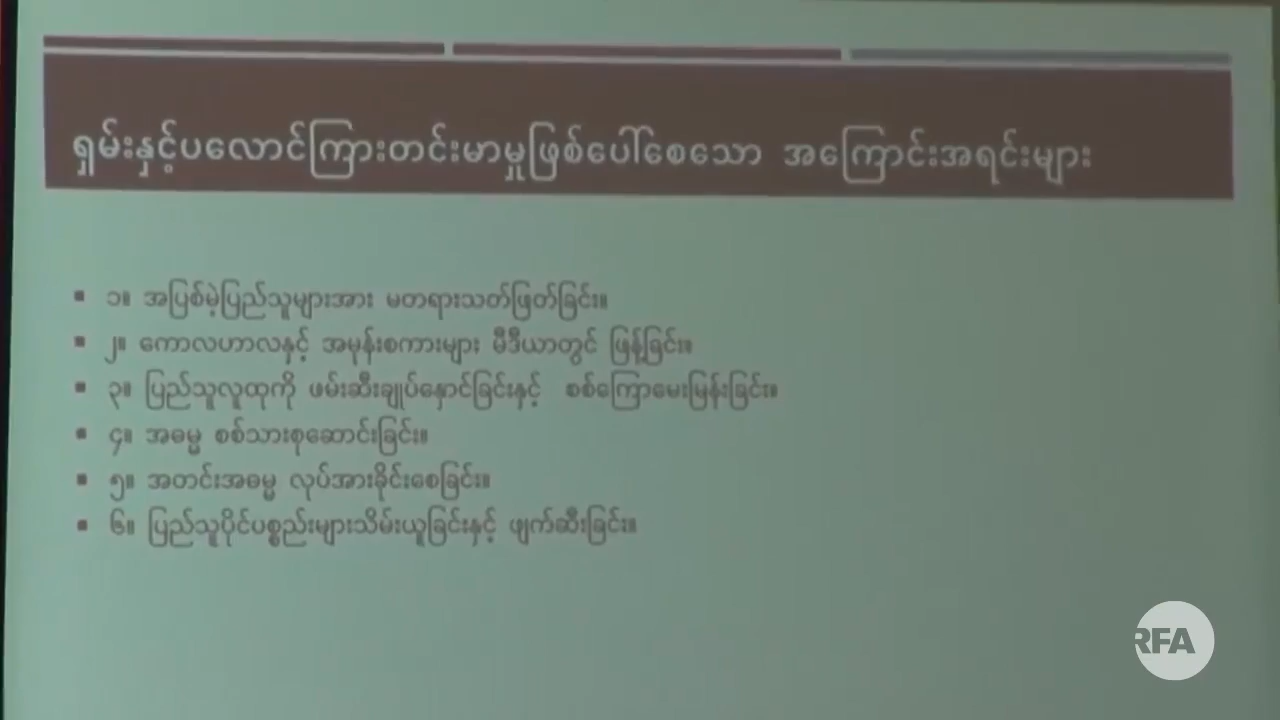 ရှမ်းနှင့်ပလောင်ကြားတင်းမာမှုဖြစ်ပေါ်စေသော အကြောင်းအရင်းများ
▪ ၁။ အပြစ်မဲ့ပြည်သူများအား မတရားသတ်ဖြတ်ခြင်း။
▪ ၂။ ကောလဟာလနှင့် အမုန်းစကားများ မီဒီယာတွင် ဖြန့်ခြင်း။
▪ ၃။ ပြည်သူလူထုကို ဖမ်းဆီးချုပ်နှောင်ခြင်းနှင့် စစ်ကြောမေးမြန်းခြင်း။
▪ ၄။ အဓမ္မ စစ်သားစုဆောင်းခြင်း။
▪ ၅။ အတင်းအဓမ္မ လုပ်အားခိုင်းစေခြင်း။
▪ ၆။ ပြည်သူပိုင်ပစ္စည်းများသိမ်းယူခြင်းနှင့် ဖျက်ဆီးခြင်း။
RFA